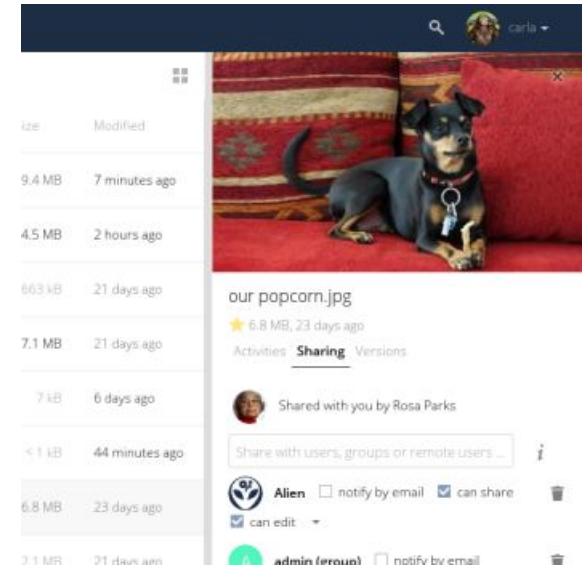 carla
ize Modified
9.4 MB 7 minutes ago
4.5 MB 2 hours ago
663 kB 21 days ago
7.1 MB 21 days ago
7 kB 6 days ago
< 1 kB 44 minutes ago
6.8 MB 23 days ago
2.1 MB 21 days ago
our popcorn.jpg
6.8 MB, 23 days ago
Activities Sharing Versions
Shared with you by Rosa Parks
Share with users, groups or remote users ...
i
Alien notify by email can share
can edit
A admin (group) notify by email